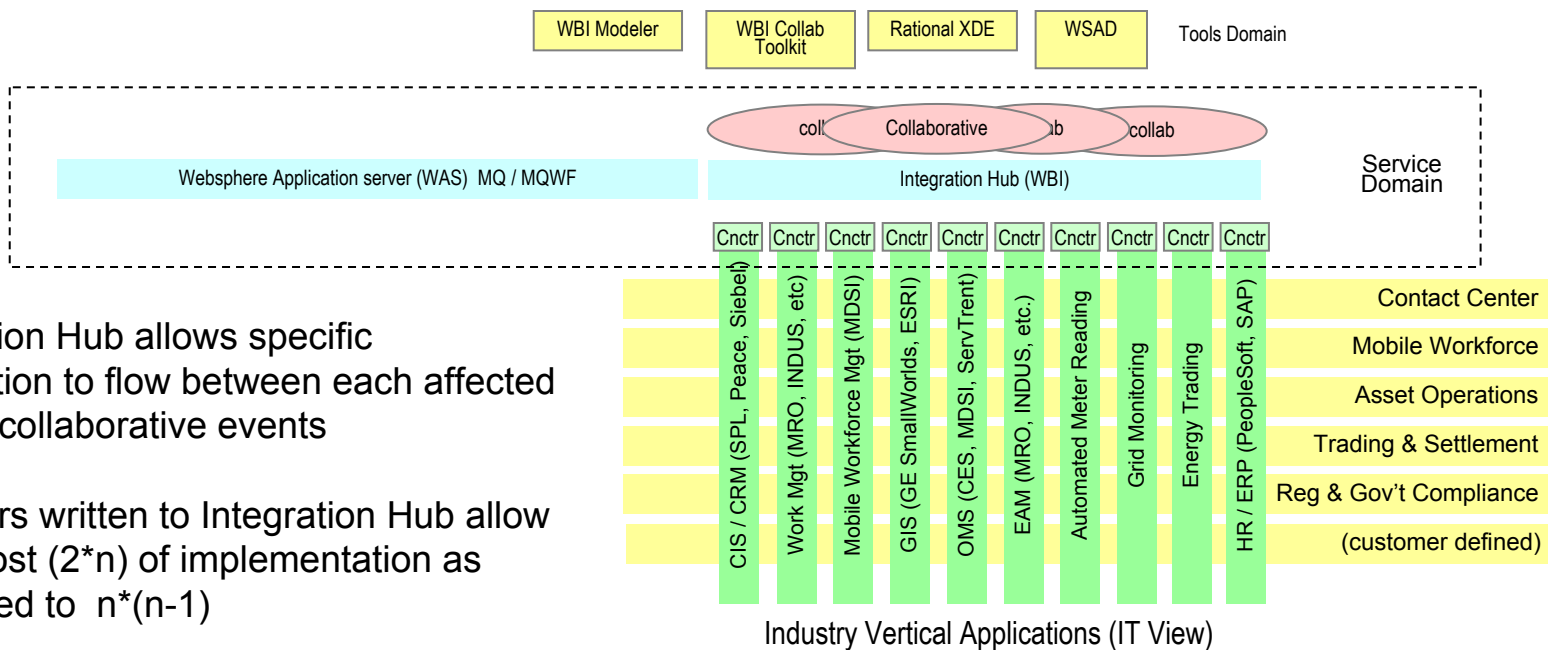 WBI Modeler
WBI Collab
Toolkit
Rational XDE
WSAD
Tools Domain
Collaborative
collab
Websphere Application server (WAS) MQ / MQWF
Integration Hub (WBI)
Service
Domain
Cnctr Cnctr Cnctr Cnctr Cnctr Cnctr Cnctr Cnctr Cnctr Cnctr
CIS / CRM (SPL, Peace, Siebel)
Work Mgt (MRO, INDUS, etc)
Mobile Workforce Mgt (MDSI)
GIS (GE SmallWorlds, ESRI)
OMS (CES, MDSI, ServTrent)
EAM (MRO, INDUS, etc.)
Automated Meter Reading
Grid Monitoring
Energy Trading
HR / ERP (PeopleSoft, SAP)
Contact Center
Mobile Workforce
Asset Operations
Trading & Settlement
Reg & Gov't Compliance
(customer defined)
Hub allows specific
to flow between each affected
collaborative events
written to Integration Hub allow
(2*n) of implementation as
to n*(n-1)
Industry Vertical Applications (IT View)